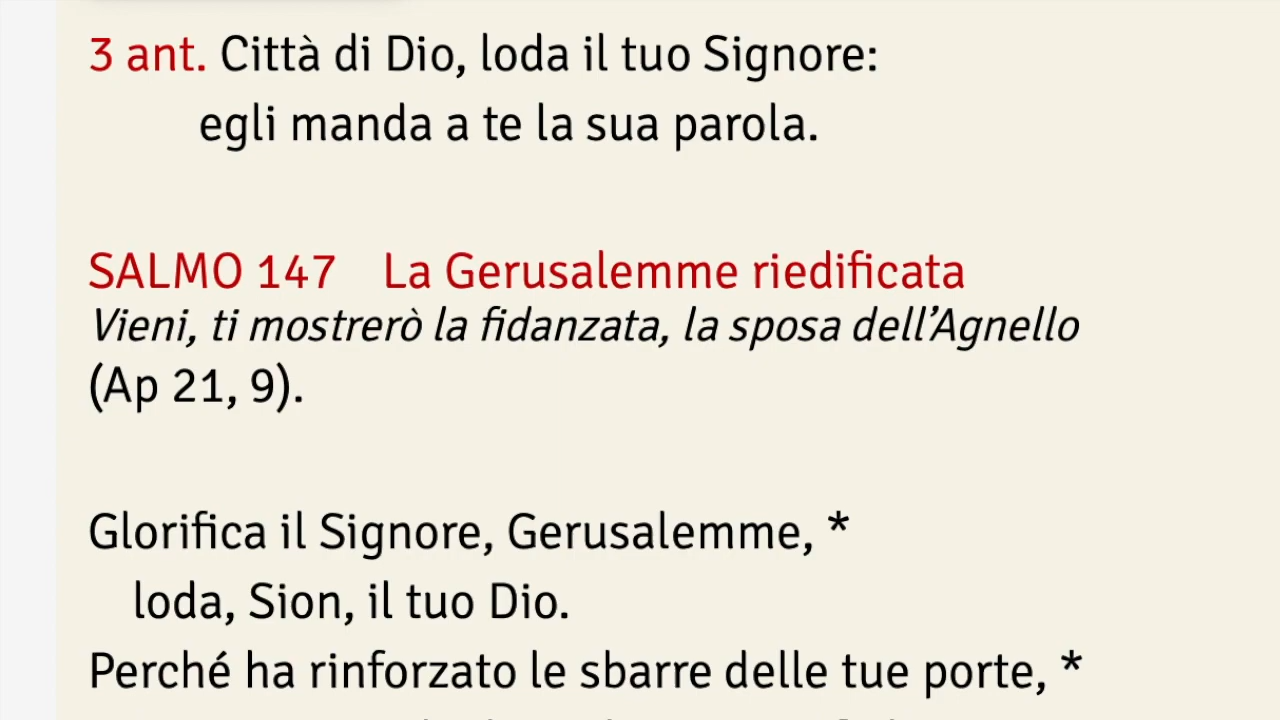 3 ant. Città di Dio, loda il tuo Signore:
egli manda a te la sua parola.
SALMO 147 La Gerusalemme riedificata
Vieni, ti mostrerò la fidanzata, la sposa dell’Agnello
(Ap 21, 9).
Glorifica il Signore, Gerusalemme, *
loda, Sion, il tuo Dio.
Perché ha rinforzato le sbarre delle tue porte, *